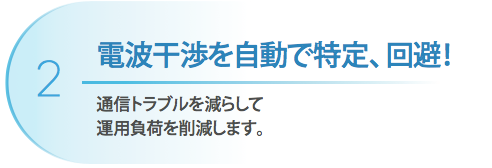 2
電波干渉を自動で特定、回避!
通信トラブルを減らして
運用負荷を削減します。